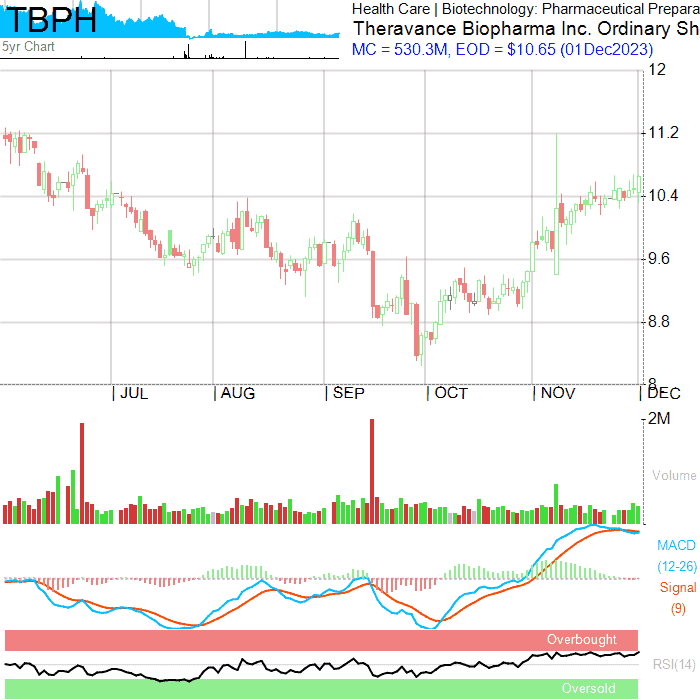 TBPH
5yr Chart
Health Care | Biotechnology: Pharmaceutical Prepara
Theravance Biopharma Inc. Ordinary Sh
MC = 530.3M, EOD = $10.65 (01Dec2023)
12
11.2
10.4
9.6
8.8
8
| JUL | AUG | SEP | OCT | NOV | DEC
2M
Volume
MACD
(12-26)
Signal
(9)
Overbought
RSI(14)
Oversold